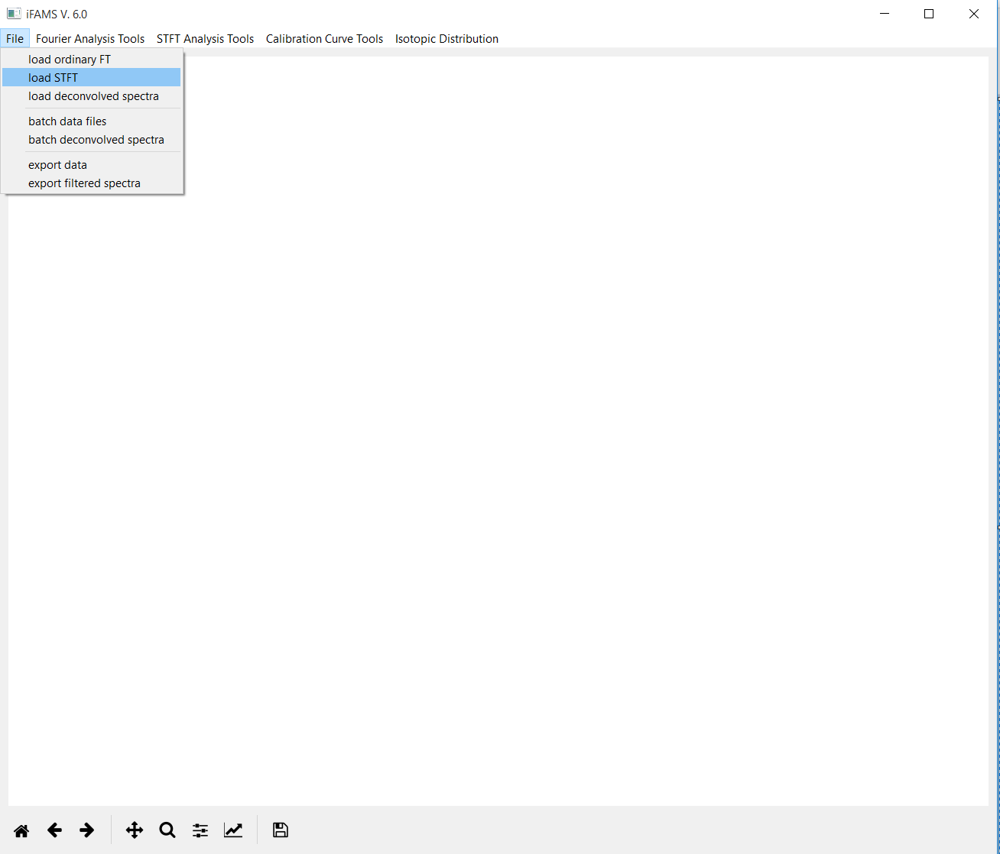 iFAMS V. 6.0
File Fourier Analysis Tools STFT Analysis Tools Calibration Curve Tools Isotopic Distribution
load ordinary FT
load STFT
load deconvolved spectra
batch data files
batch deconvolved spectra
export data
export filtered spectra